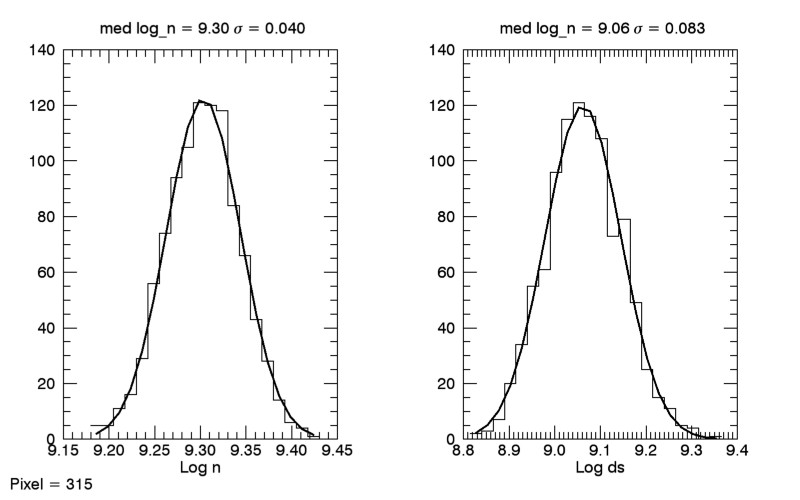 med log_n = 9.30 σ = 0.040
140
120
100
80
60
40
20
0
9.15 9.20 9.25 9.30 9.35 9.40 9.45
Log n
med log_n = 9.06 σ = 0.083
140
120
100
80
60
40
20
0
8.8 8.9 9.0 9.1 9.2 9.3 9.4
Log ds
Pixel = 315